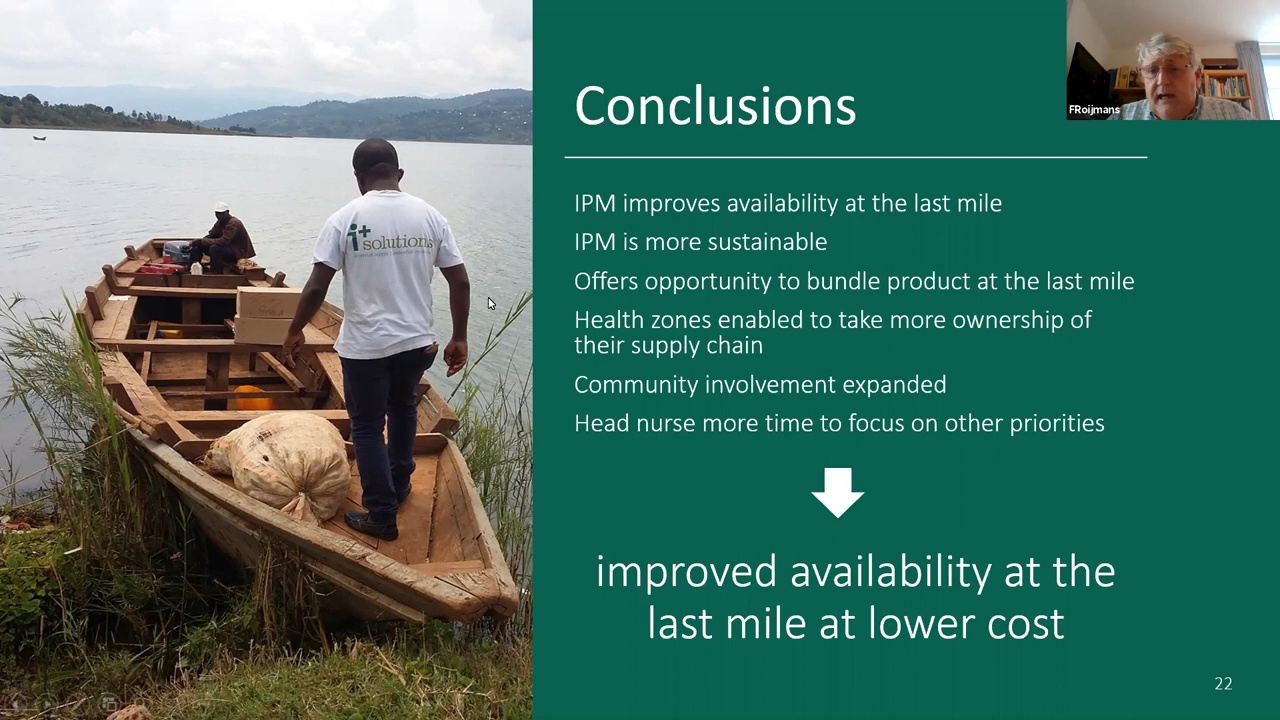 Conclusions
FRoijmans
IPM improves availability at the last mile
IPM is more sustainable
Offers opportunity to bundle product at the last mile
Health zones enabled to take more ownership of
their supply chain
Community involvement expanded
Head nurse more time to focus on other priorities
improved availability at the
last mile at lower cost
22
i+solutions